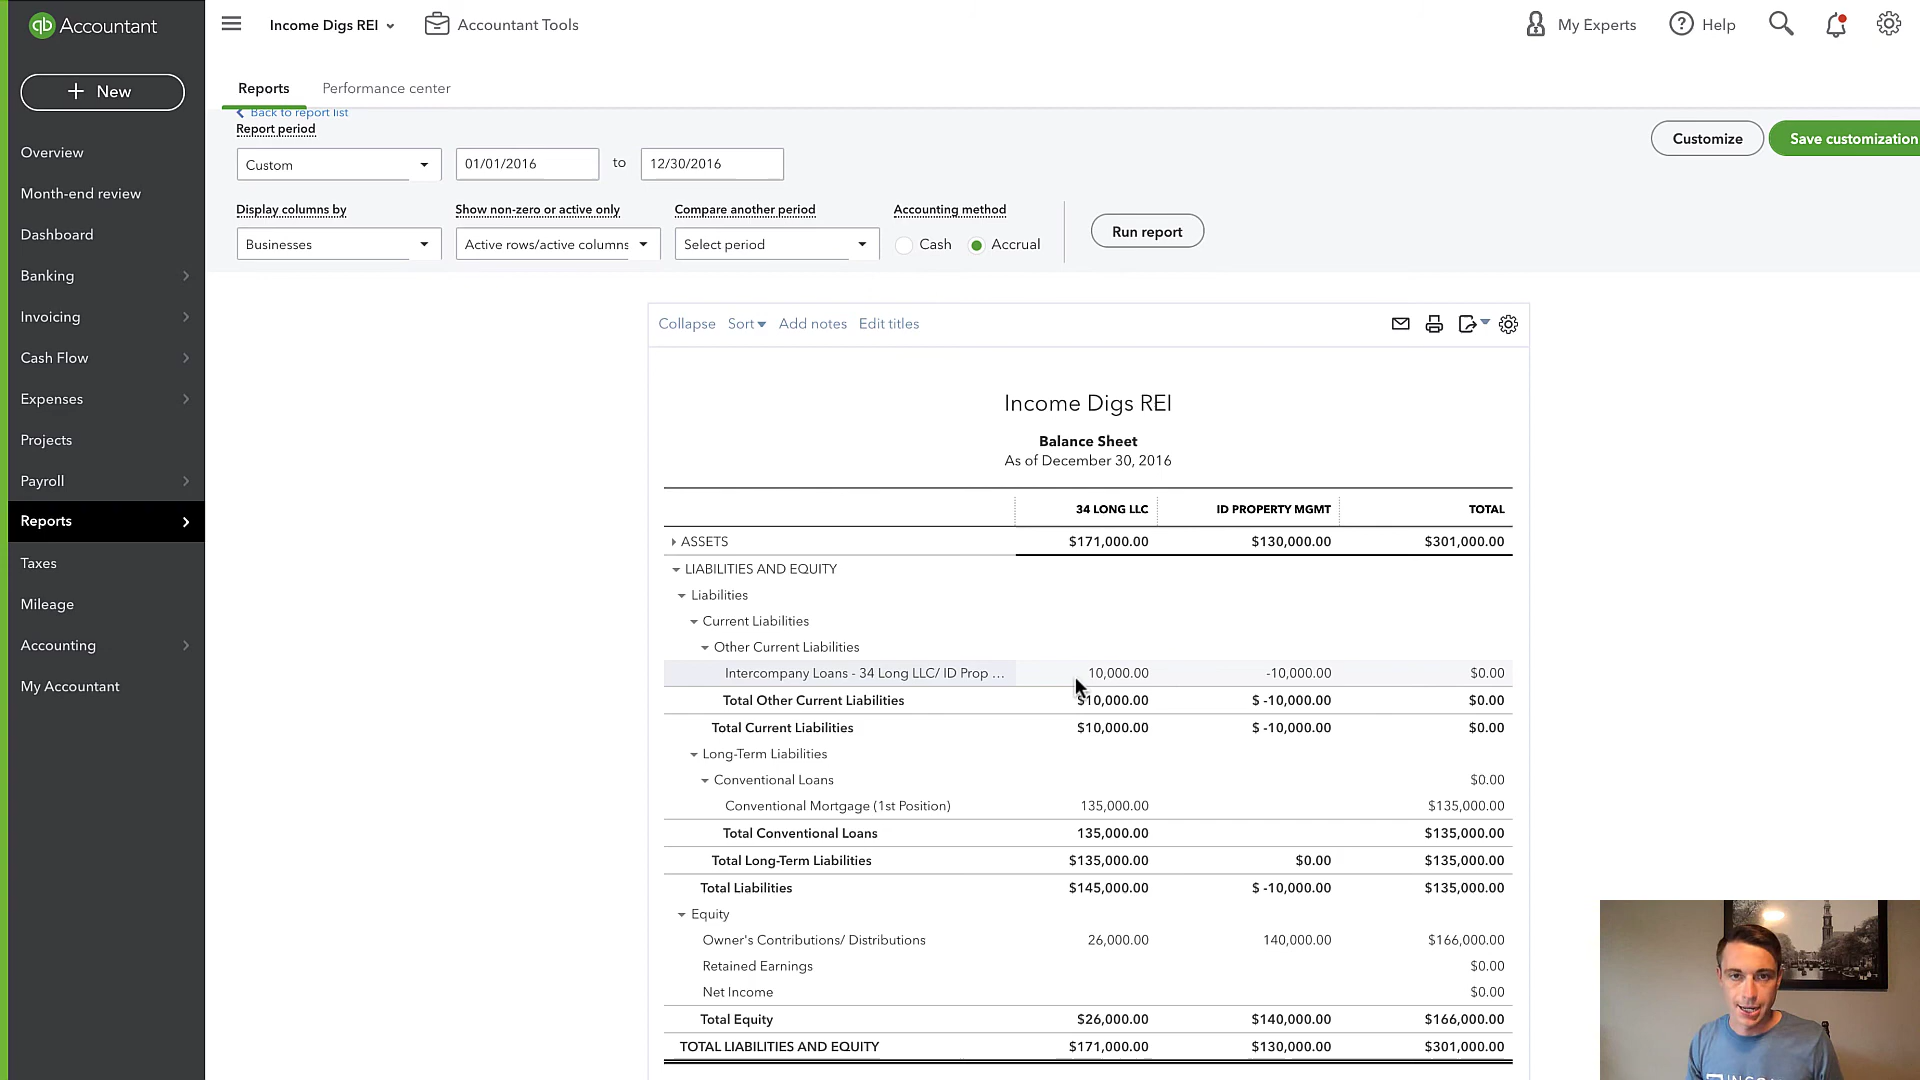 qb Accountant
Income Digs REI
Accountant Tools
My Experts
? Help
+ New
Reports
Performance center
Back to report list
Report period
Custom
01/01/2016
to
12/30/2016
Customize
Save customization
Display columns by
Show non-zero or active only
Compare another period
Accounting method
Businesses
Active rows/active columns
Select period
Cash
Accrual
Run report
Overview
Month-end review
Dashboard
Banking
Invoicing
Cash Flow
Expenses
Projects
Payroll
Reports
Taxes
Mileage
Accounting
My Accountant
Collapse Sort Add notes Edit titles
Income Digs REI
Balance Sheet
As of December 30, 2016
34 LONG LLC ID PROPERTY MGMT TOTAL
ASSETS $171,000.00 $130,000.00 $301,000.00
LIABILITIES AND EQUITY
Liabilities
Current Liabilities
Other Current Liabilities
Intercompany Loans - 34 Long LLC/ ID Prop ... 10,000.00 -10,000.00 $0.00
Total Other Current Liabilities $10,000.00 $ -10,000.00 $0.00
Total Current Liabilities $10,000.00 $ -10,000.00 $0.00
Long-Term Liabilities
Conventional Loans $0.00
Conventional Mortgage (1st Position) 135,000.00 $135,000.00
Total Conventional Loans 135,000.00 $135,000.00
Total Long-Term Liabilities $135,000.00 $0.00 $135,000.00
Total Liabilities $145,000.00 $ -10,000.00 $135,000.00
Equity
Owner's Contributions/ Distributions 26,000.00 140,000.00 $166,000.00
Retained Earnings $0.00
Net Income $0.00
Total Equity $26,000.00 $140,000.00 $166,000.00
TOTAL LIABILITIES AND EQUITY $171,000.00 $130,000.00 $301,000.00